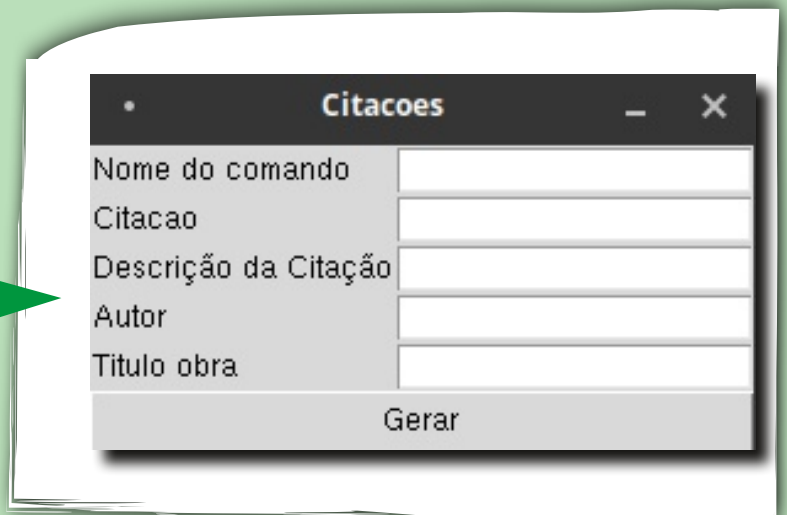 Citacoes
Nome do comando
Citacao
Descrição da Citação
Autor
Titulo obra
Gerar